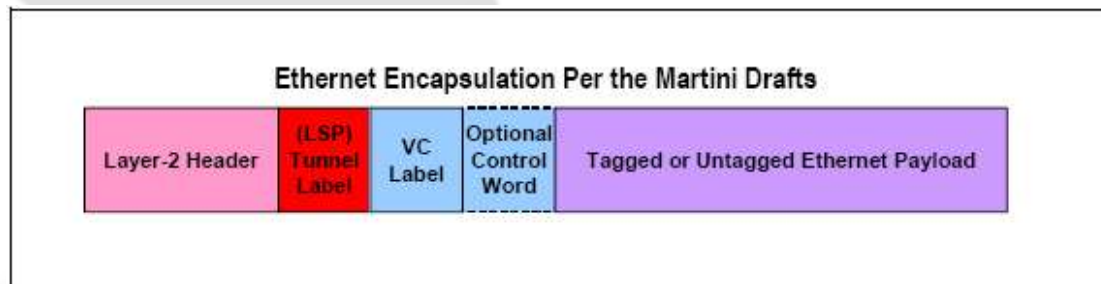 Ethernet Encapsulation Per the Martini Drafts
Layer-2 Header
(LSP)
Tunnel
Label
VC
Label
Optional
Control
Word
Tagged or Untagged Ethernet Payload